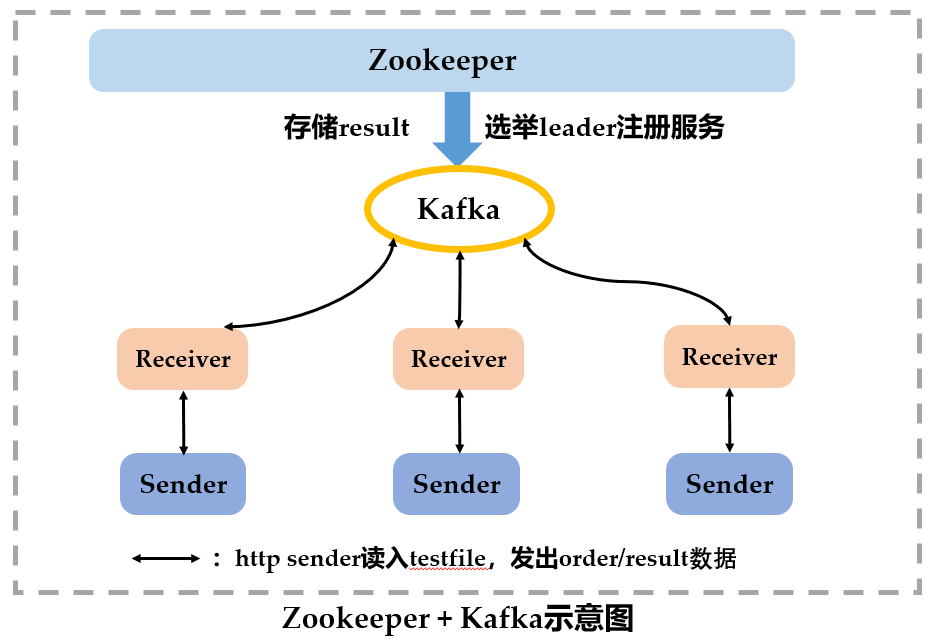 Zookeeper
存储result 选举leader注册服务
Kafka
Receiver Receiver Receiver
Sender Sender Sender
：http sender读入testfile，发出order/result数据
Zookeeper + Kafka示意图